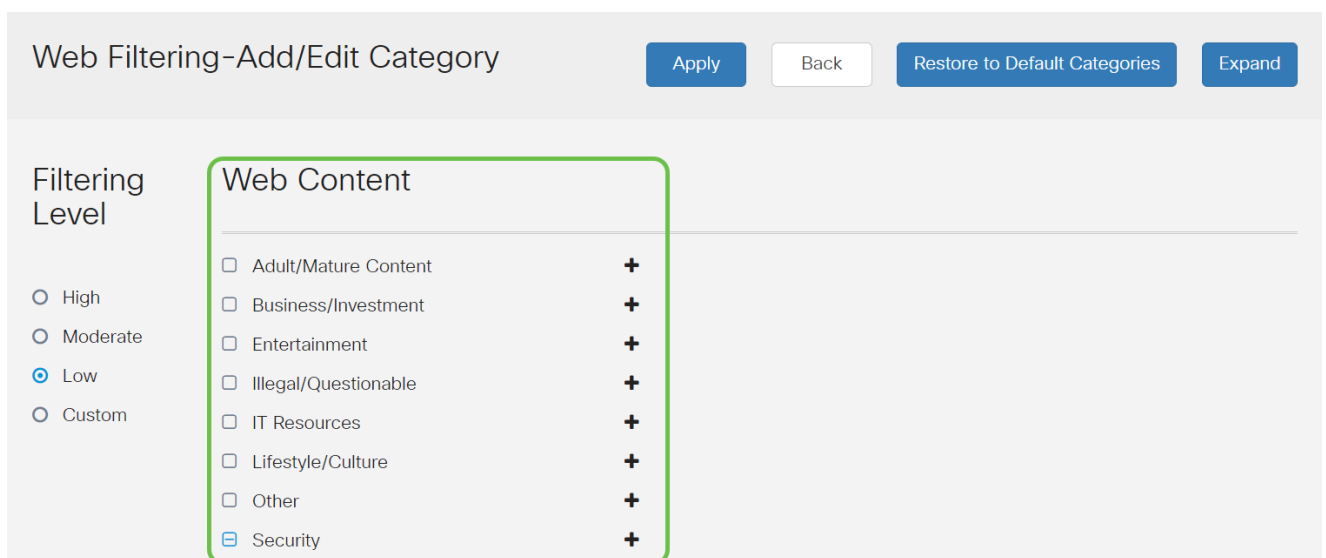 Web Filtering-Add/Edit Category
Apply
Back
Restore to Default Categories
Expand
Filtering
Level
High
Moderate
Low
Custom
Web Content
Adult/Mature Content
Business/Investment
Entertainment
Illegal/Questionable
IT Resources
Lifestyle/Culture
Other
Security